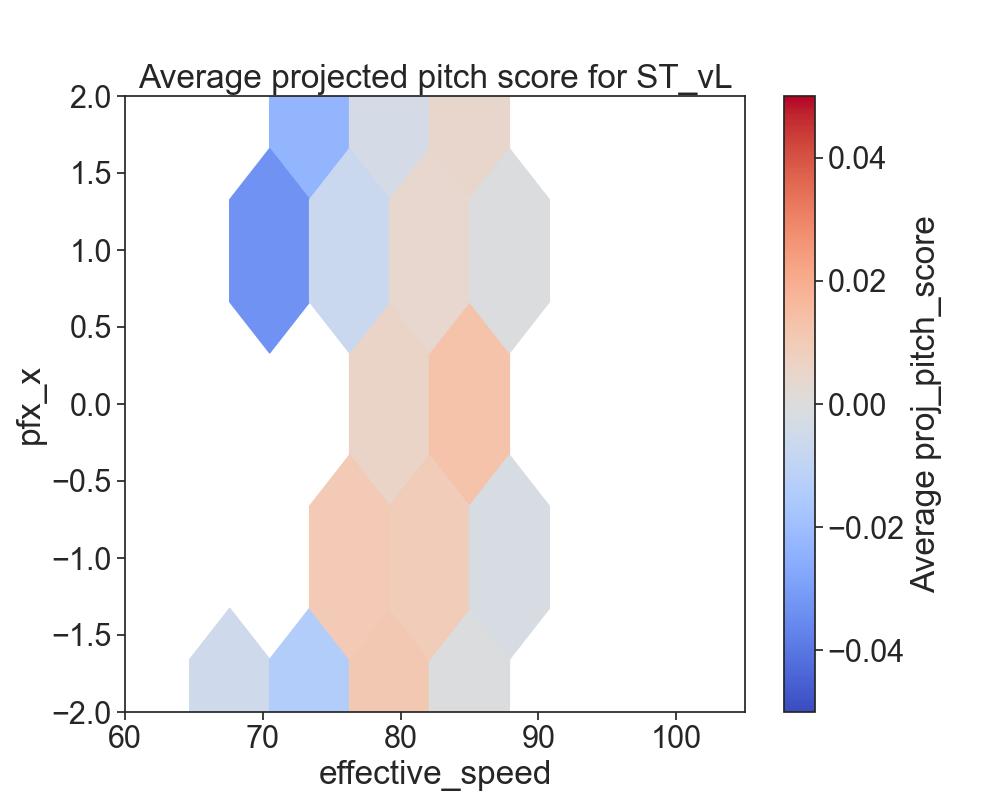 Average projected pitch score for ST_vL
2.0
1.5
1.0
0.5
0.0
−0.5
−1.0
−1.5
−2.0
pfx_x
60 70 80 90 100
effective_speed
0.04
0.02
0.00
−0.02
−0.04
Average proj_pitch_score